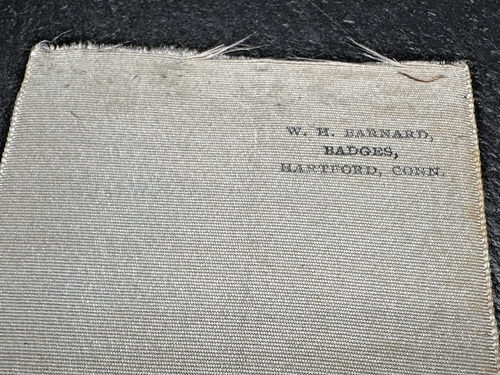 W. H. BARNARD,
BADGES,
HARTFORD, CONN.